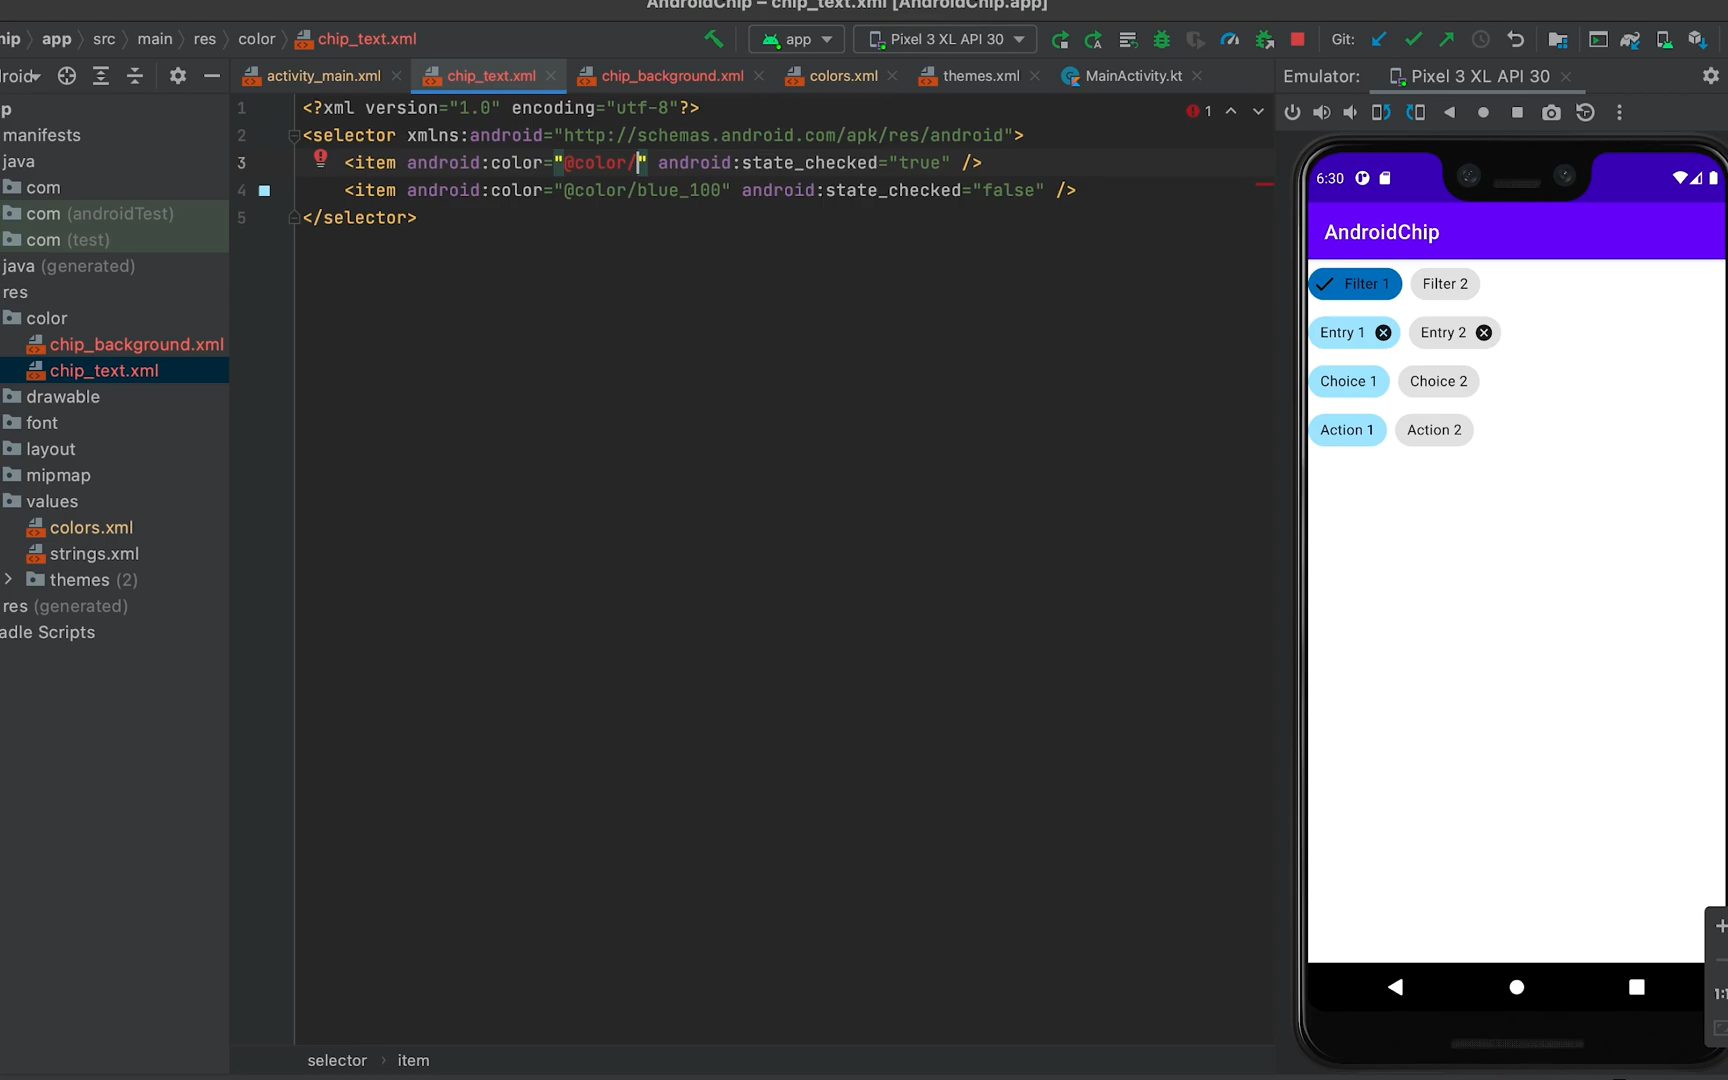 AndroidChip – chip_text.xml [AndroidChip.app]
hip
app
src
main
res
color
chip_text.xml
app
Pixel 3 XL API 30
Git:
activity_main.xml
chip_text.xml
chip_background.xml
colors.xml
themes.xml
MainActivity.kt
Emulator:
Pixel 3 XL API 30
roid
p
manifests
java
com
com (androidTest)
com (test)
java (generated)
res
color
chip_background.xml
chip_text.xml
drawable
font
layout
mipmap
values
colors.xml
strings.xml
themes (2)
res (generated)
adle Scripts
1 <?xml version="1.0" encoding="utf-8"?>
2 <selector xmlns:android="http://schemas.android.com/apk/res/android">
3 <item android:color="@color/" android:state_checked="true" />
4 <item android:color="@color/blue_100" android:state_checked="false" />
5 </selector>
1
selector
item
6:30
AndroidChip
Filter 1
Filter 2
Entry 1
Entry 2
Choice 1
Choice 2
Action 1
Action 2
1:1